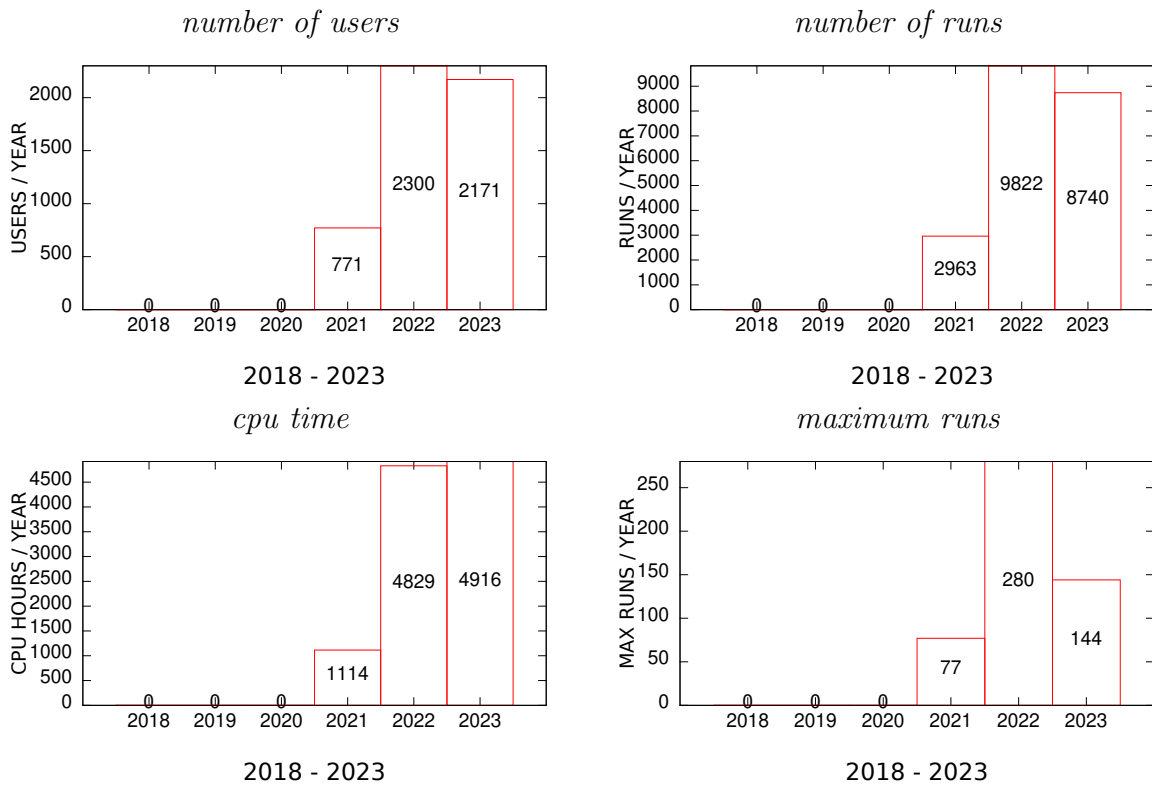 number of users
USERS / YEAR
2000
1500
1000
500
0
0 0 0 771 2300 2171
2018 2019 2020 2021 2022 2023
2018 - 2023
number of runs
RUNS / YEAR
9000
8000
7000
6000
5000
4000
3000
2000
1000
0
0 0 0 2963 9822 8740
2018 2019 2020 2021 2022 2023
2018 - 2023
cpu time
CPU HOURS / YEAR
4500
4000
3500
3000
2500
2000
1500
1000
500
0
0 0 0 1114 4829 4916
2018 2019 2020 2021 2022 2023
2018 - 2023
maximum runs
MAX RUNS / YEAR
250
200
150
100
50
0
0 0 0 77 280 144
2018 2019 2020 2021 2022 2023
2018 - 2023